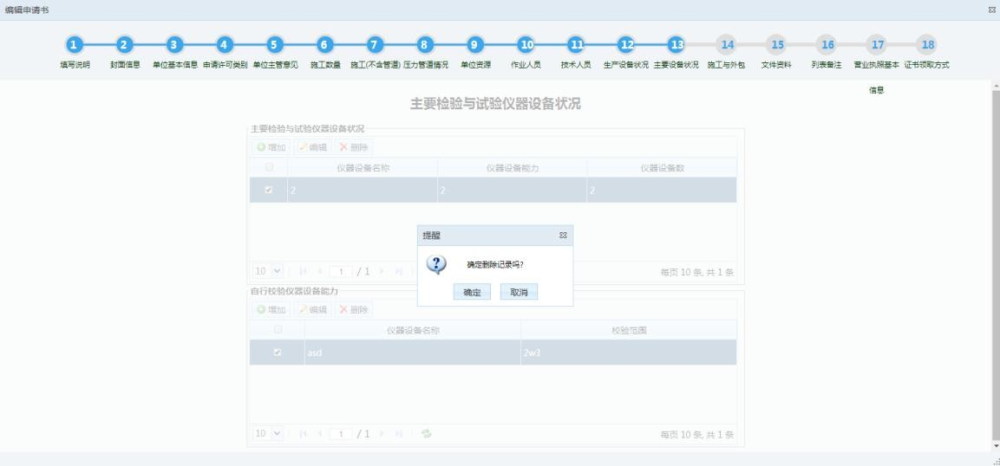 编辑申请书
1 2 3 4 5 6 7 8 9 10 11 12 13 14 15 16 17 18
填写说明 封面信息 单位基本信息 申请许可类别 单位主管意见 施工数量 施工(不含管道) 压力管道情况 单位资源 作业人员 技术人员 生产设备状况 主要设备状况 施工与外包 文件资料 列表备注 营业执照基本 证书领取方式
信息
主要检验与试验仪器设备状况
主要检验与试验仪器设备状况
增加 编辑 删除
仪器设备名称 仪器设备能力 仪器设备数
2 2 2
提醒
确定删除记录吗?
确定 取消
10 1 / 1 每页 10 条, 共 1 条
自行校验仪器设备能力
增加 编辑 删除
仪器设备名称 校验范围
asd 2w3
10 1 / 1 每页 10 条, 共 1 条